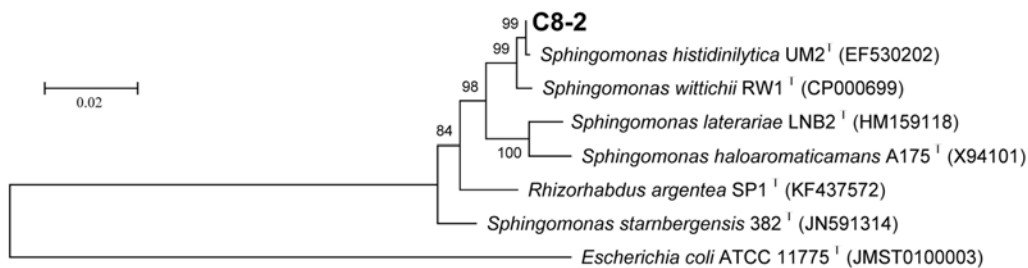 99
C8-2
99
Sphingomonas histidinilytica UM2ᵀ (EF530202)
Sphingomonas wittichii RW1ᵀ (CP000699)
0.02
98
Sphingomonas laterariae LNB2ᵀ (HM159118)
84
100
Sphingomonas haloaromaticamans A175ᵀ (X94101)
Rhizorhabdus argentea SP1ᵀ (KF437572)
Sphingomonas starnbergensis 382ᵀ (JN591314)
Escherichia coli ATCC 11775ᵀ (JMST0100003)